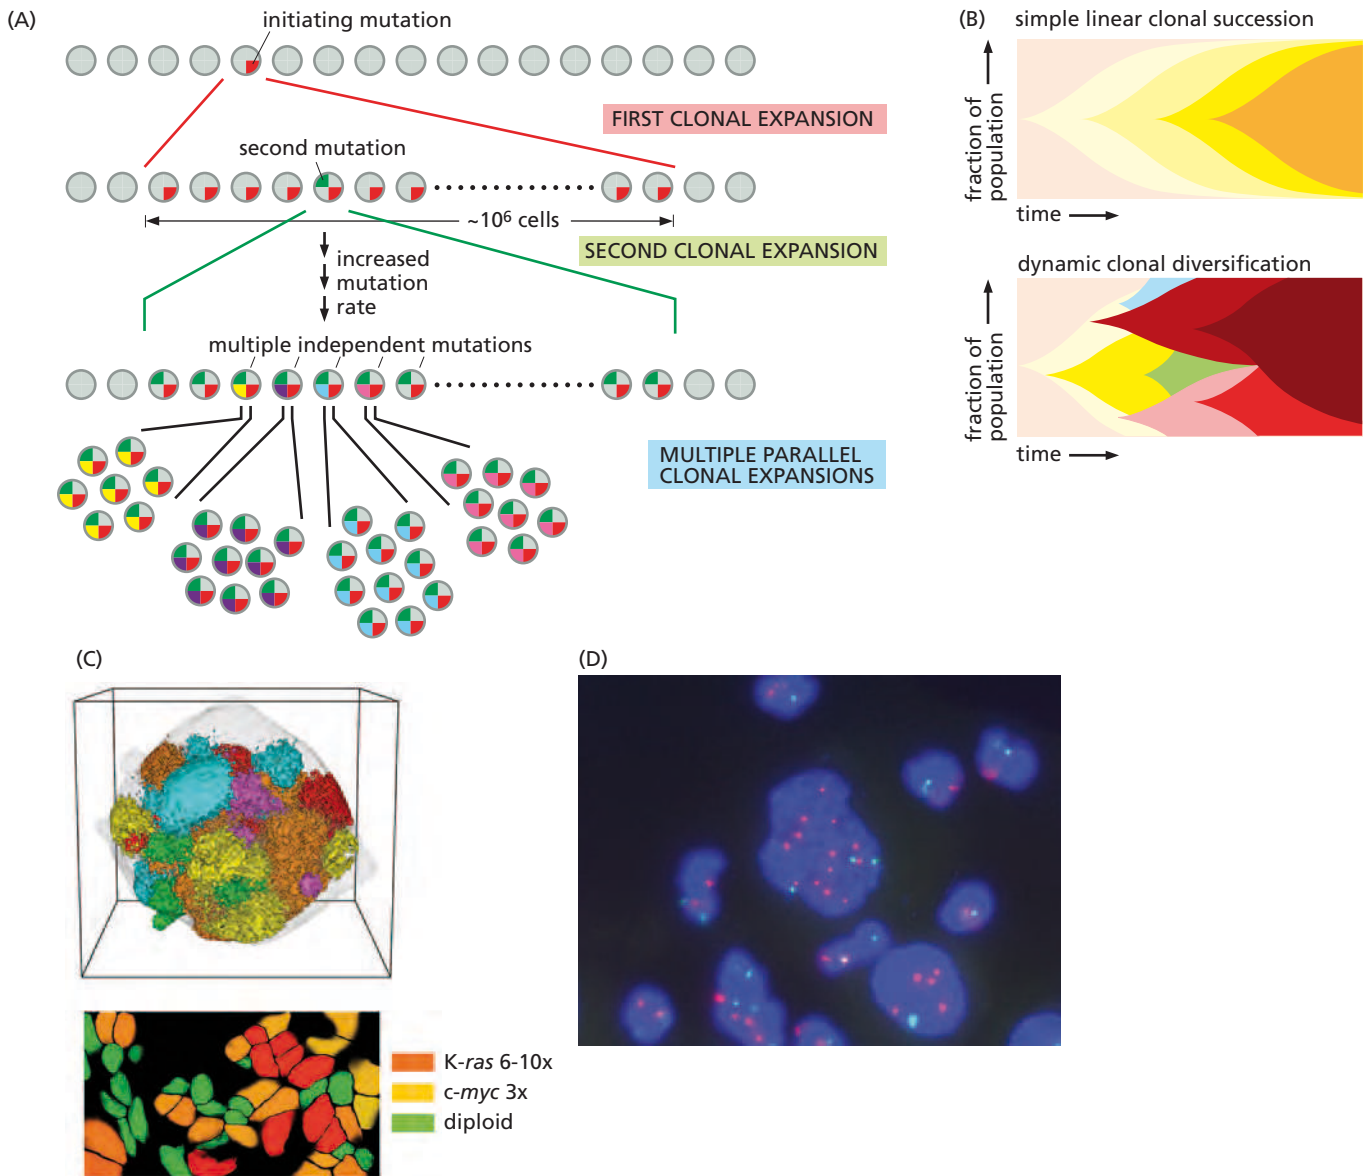 (A)
initiating mutation
FIRST CLONAL EXPANSION
second mutation
~10⁶ cells
SECOND CLONAL EXPANSION
increased
mutation
rate
multiple independent mutations
MULTIPLE PARALLEL
CLONAL EXPANSIONS
(B)
simple linear clonal succession
fraction of
population
time
dynamic clonal diversification
fraction of
population
time
(C)
K-ras 6-10x
c-myc 3x
diploid
(D)